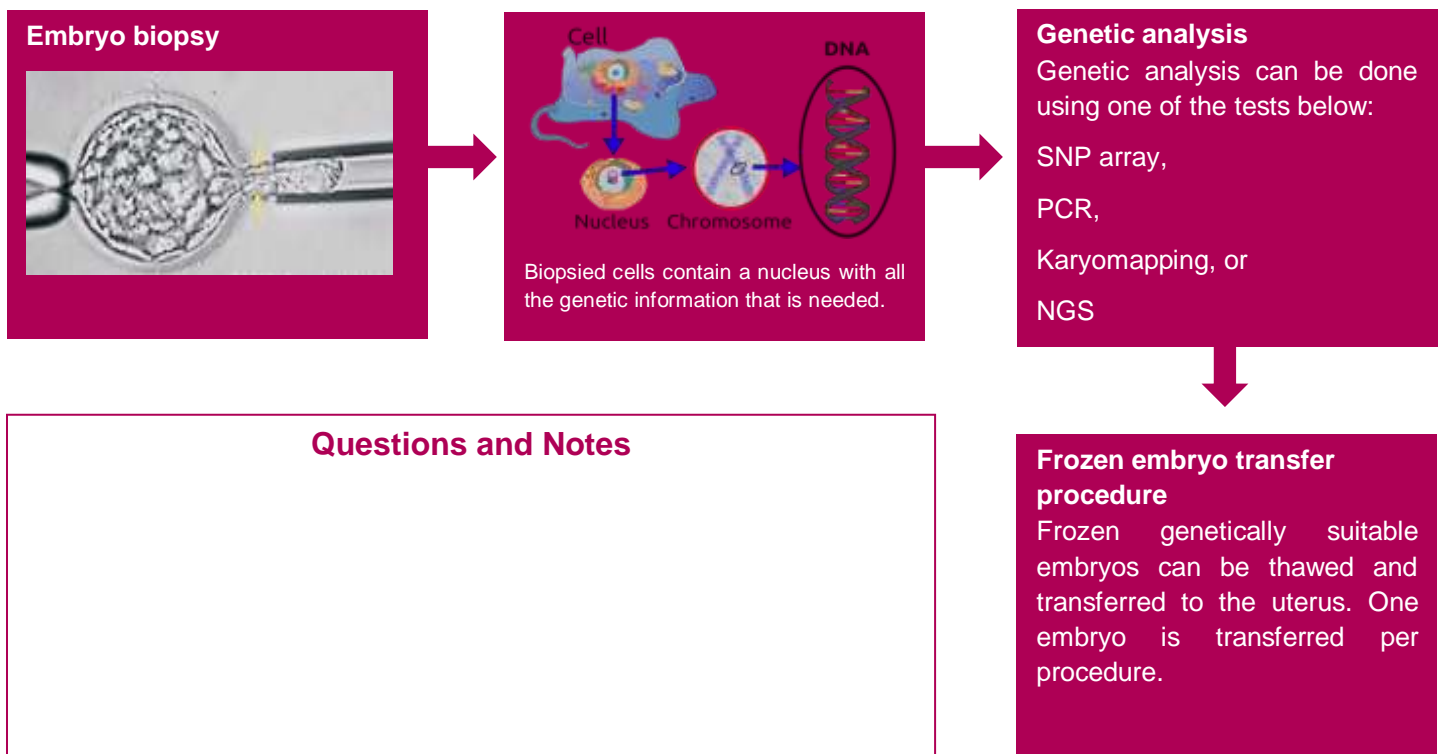 Embryo biopsy
Cell
DNA
Nucleus Chromosome
Biopsied cells contain a nucleus with all
the genetic information that is needed.
Genetic analysis
Genetic analysis can be done
using one of the tests below:
SNP array,
PCR,
Karyomapping, or
NGS
Questions and Notes
Frozen embryo transfer
procedure
Frozen genetically suitable
embryos can be thawed and
transferred to the uterus. One
embryo is transferred per
procedure.